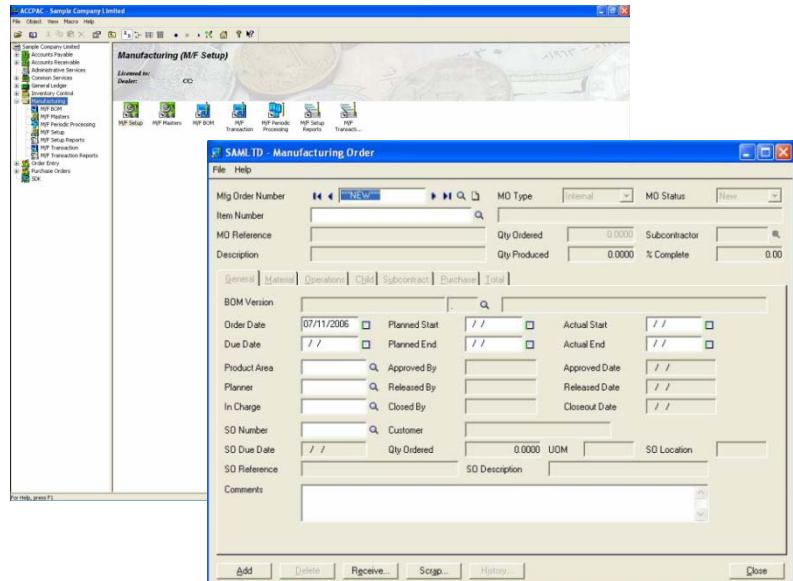 ACCPAC - Sample Company Limited
File Object View Macro Help
Sample Company Limited
Accounts Payable
Accounts Receivable
Administrative Services
Common Services
General Ledger
Inventory Control
Manufacturing
M/F BOM
M/F Masters
M/F Periodic Processing
M/F Setup
M/F Setup Reports
M/F Transaction
M/F Transaction Reports
Order Entry
Purchase Orders
SDK
Manufacturing (M/F Setup)
Licensed to:
Dealer:
M/F Setup M/F Masters M/F BOM M/F Transaction M/F Periodic Processing M/F Setup Reports M/F Transacti...
For Help, press F1
SAMLTD - Manufacturing Order
File Help
Mfg Order Number ***NEW*** MO Type Internal MO Status New
Item Number
MO Reference Qty Ordered 0.0000 Subcontractor
Description Qty Produced 0.0000 % Complete 0.00
General Material Operations Child Subcontract Purchase Total
BOM Version .
Order Date 07/11/2006 Planned Start / / Actual Start / /
Due Date / / Planned End / / Actual End / /
Product Area Approved By Approved Date / /
Planner Released By Released Date / /
In Charge Closed By Closeout Date / /
SO Number Customer
SO Due Date / / Qty Ordered 0.0000 UOM SO Location
SO Reference SO Description
Comments
Add Delete Receive... Scrap... History... Close